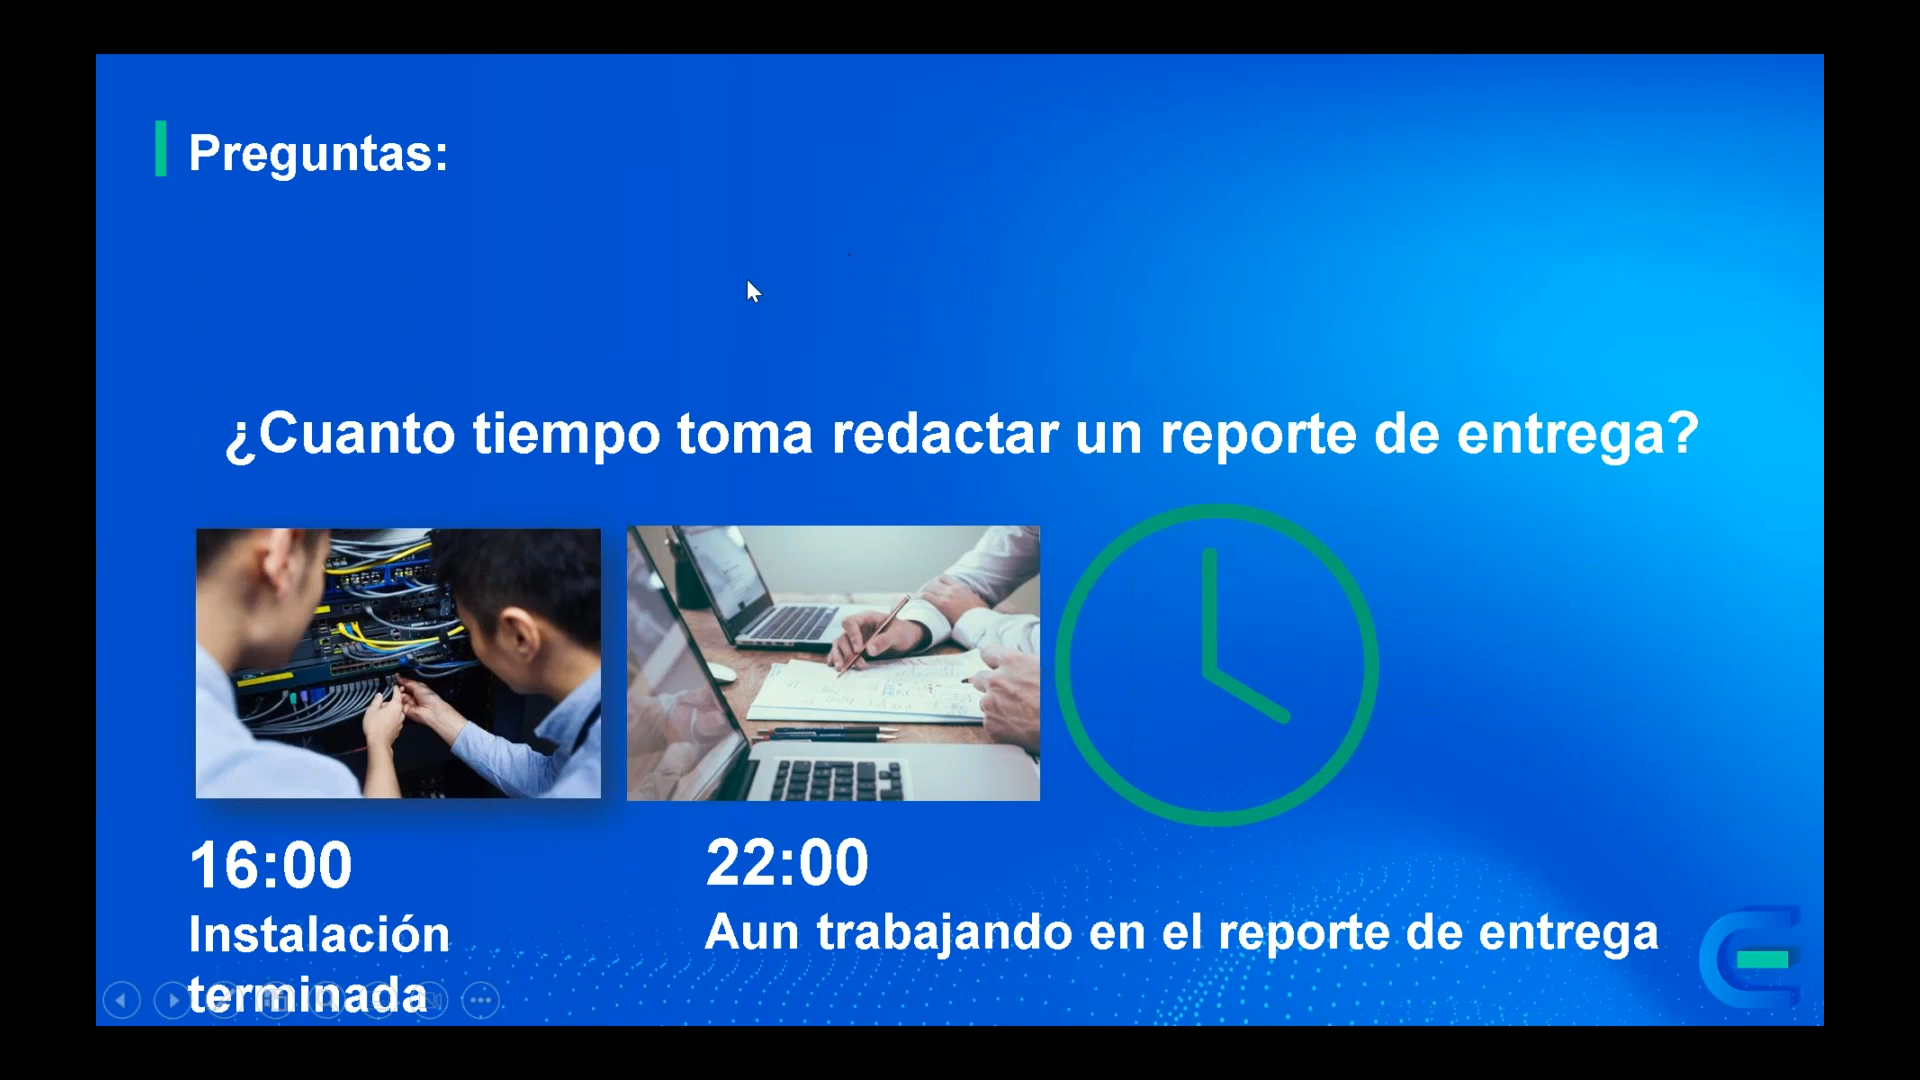 Preguntas:
¿Cuanto tiempo toma redactar un reporte de entrega?
16:00
Instalación
terminada
22:00
Aun trabajando en el reporte de entrega